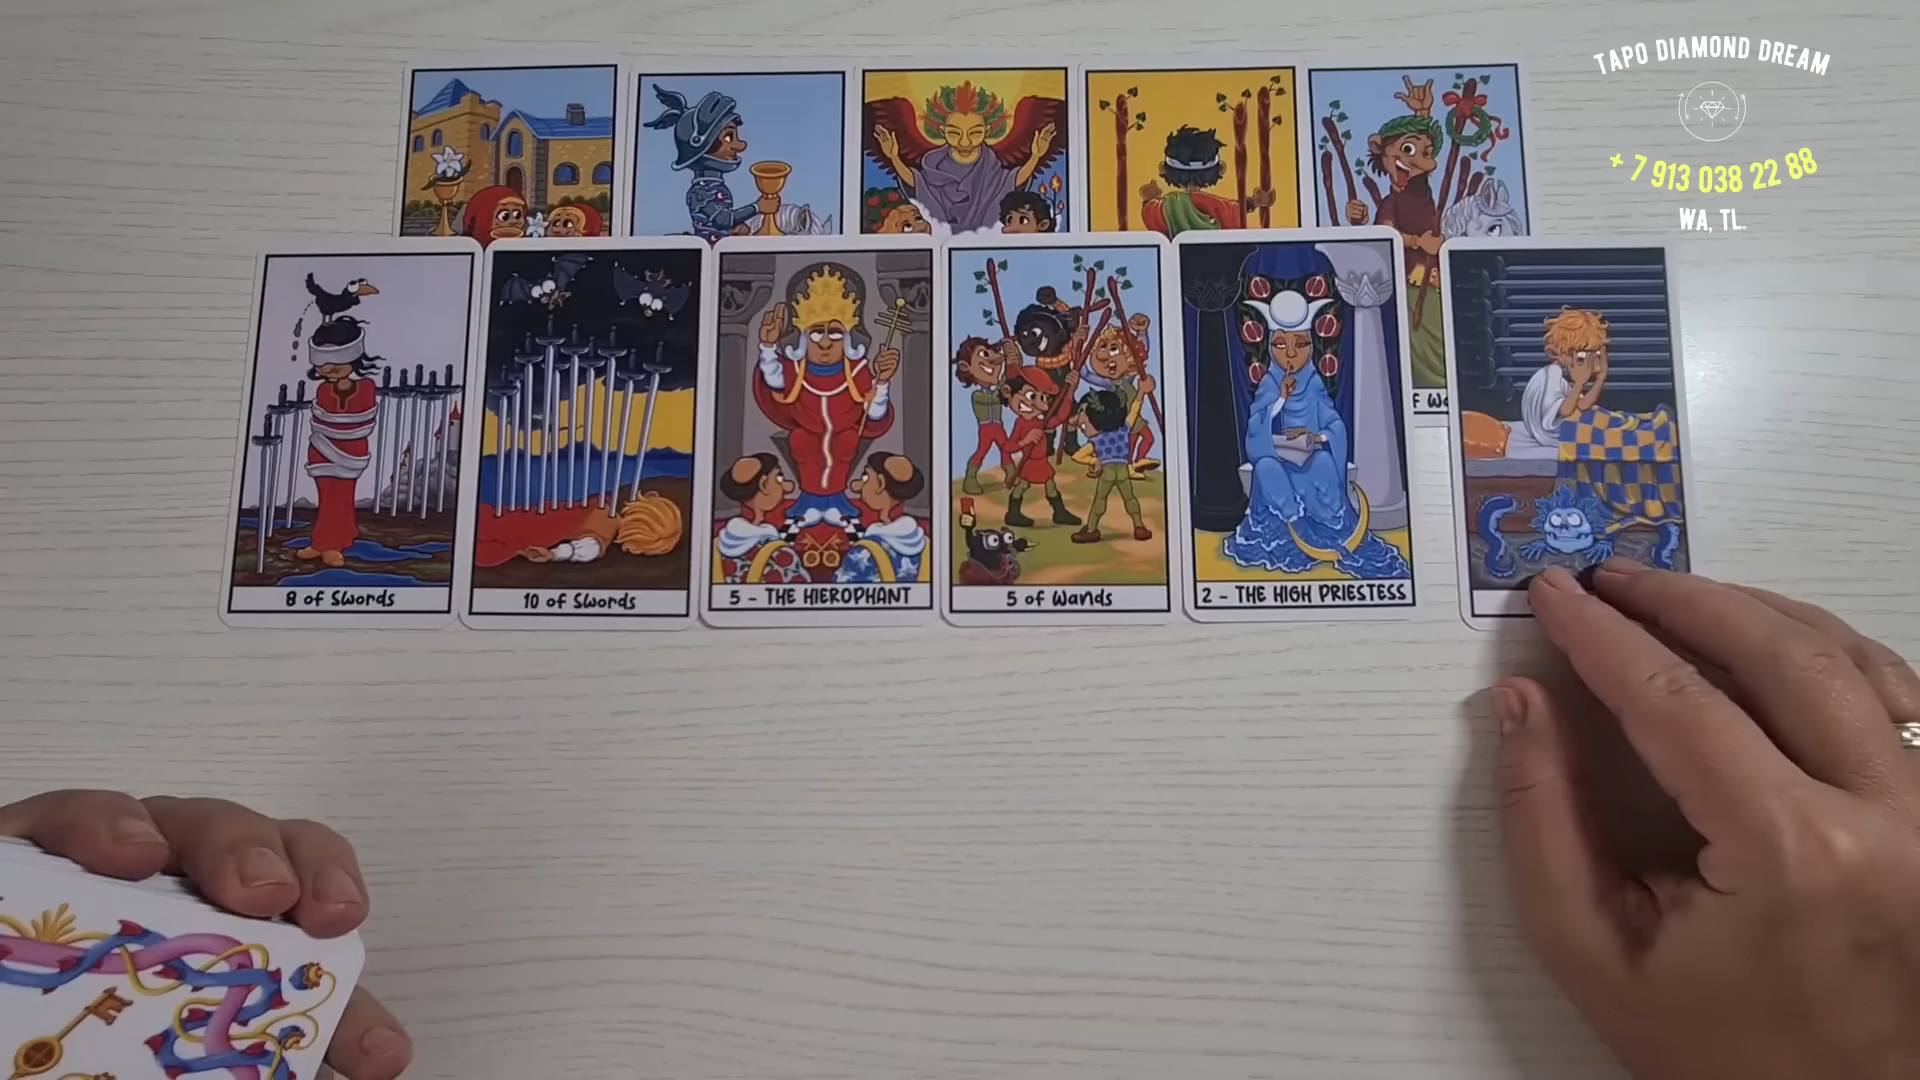 TAPO DIAMOND DREAM
+ 7 913 038 22 88
WA, TL.
8 of Swords
10 of Swords
5 - THE HIEROPHANT
5 of Wands
2 - THE HIGH PRIESTESS